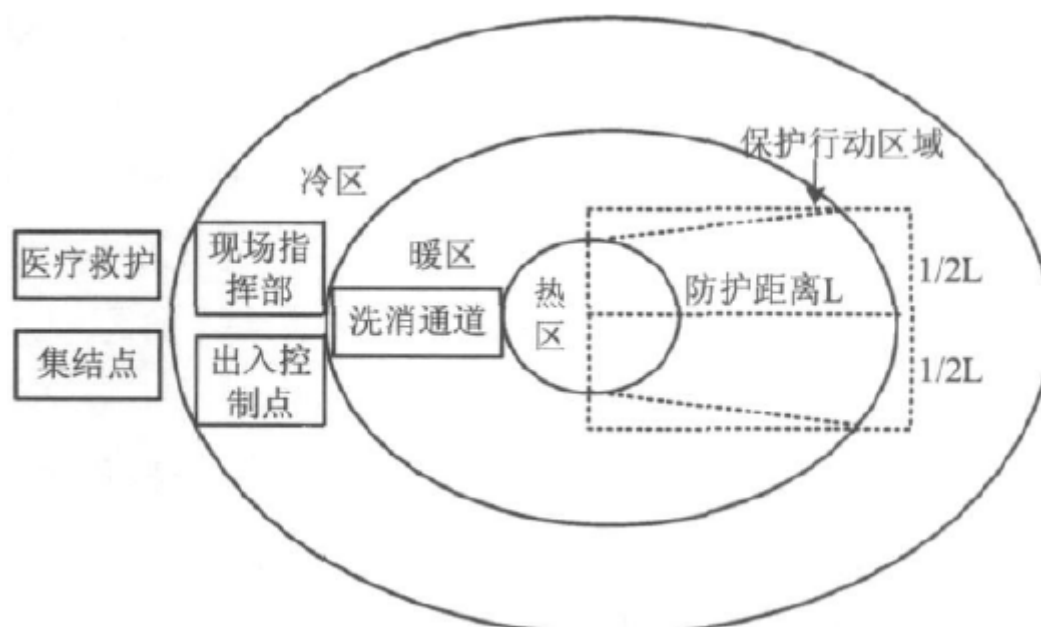 保护行动区域
冷区
医疗救护
现场指
挥部
暖区
1/2L
热
区
防护距离L
洗消通道
集结点
出入控
制点
1/2L